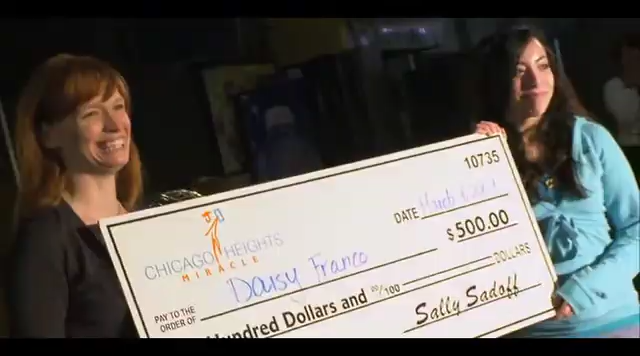 10735
DATE March
CHICAGO HEIGHTS
MIRACLE
$500.00
PAY TO THE
ORDER OF Daisy Franco
Hundred Dollars and 00/100 DOLLARS
Sally Sadoff